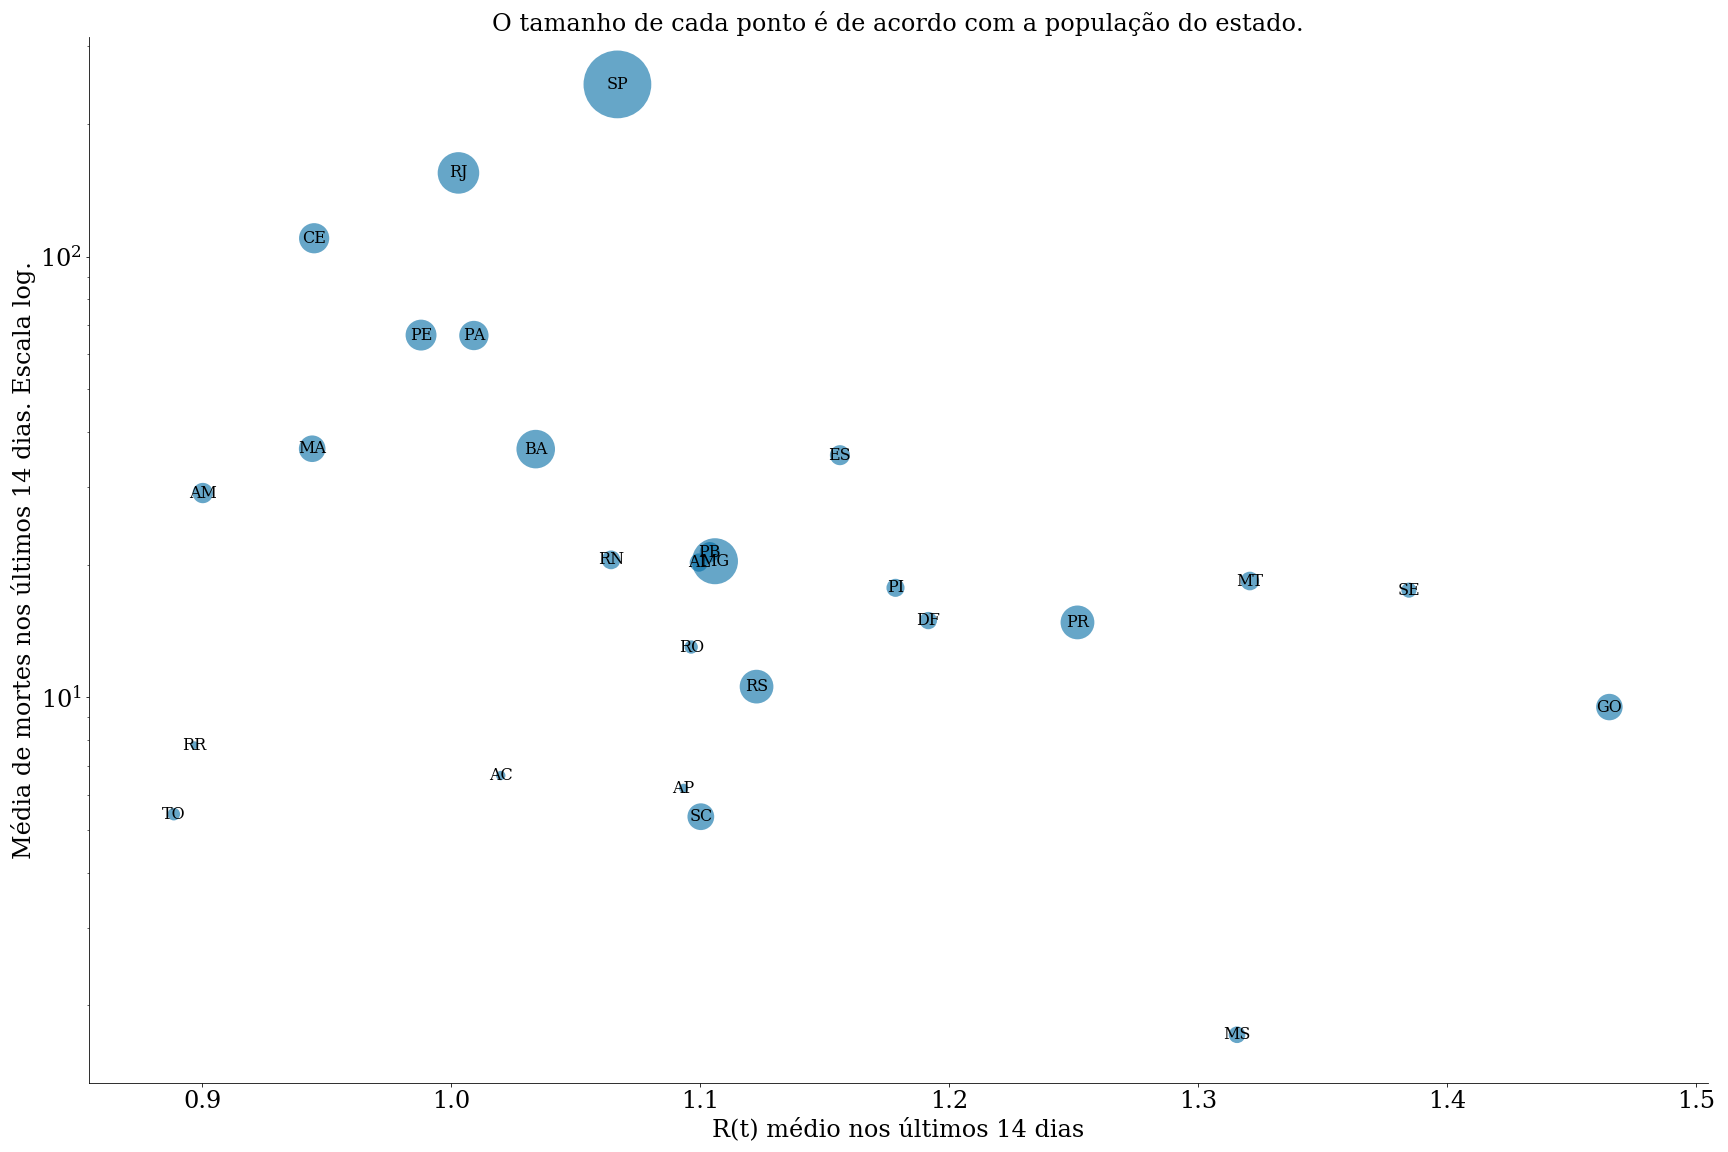 O tamanho de cada ponto é de acordo com a população do estado.
Média de mortes nos últimos 14 dias. Escala log.
10²
10¹
SP
RJ
CE
PE
PA
MA
BA
ES
AM
RN
PB
AL
MG
PI
MT
SE
DF
PR
RO
RS
GO
RR
AC
AP
TO
SC
MS
0.9
1.0
1.1
1.2
1.3
1.4
1.5
R(t) médio nos últimos 14 dias